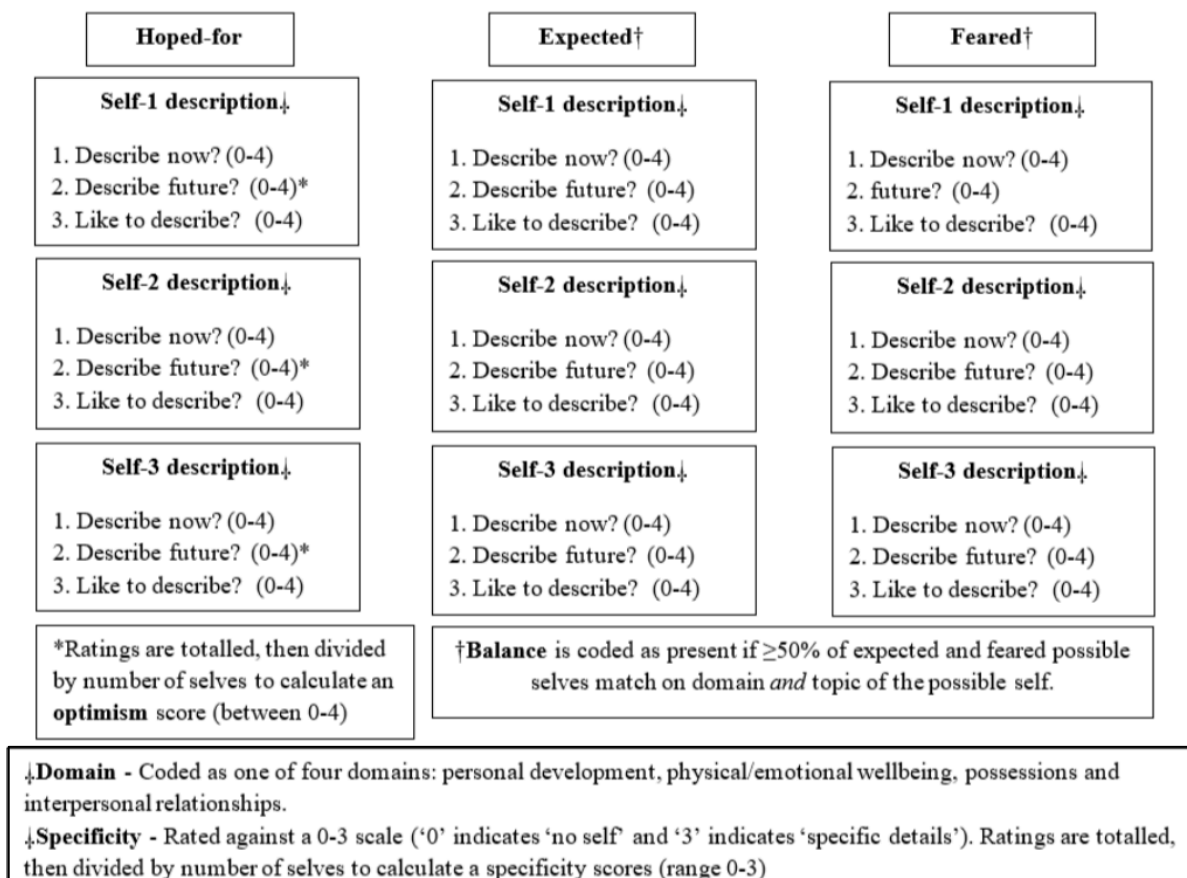 Hoped-for
Expected†
Feared†
Self-1 description⸸
1. Describe now? (0-4)
2. Describe future? (0-4)*
3. Like to describe? (0-4)
Self-1 description⸸
1. Describe now? (0-4)
2. Describe future? (0-4)
3. Like to describe? (0-4)
Self-1 description⸸
1. Describe now? (0-4)
2. future? (0-4)
3. Like to describe? (0-4)
Self-2 description⸸
1. Describe now? (0-4)
2. Describe future? (0-4)*
3. Like to describe? (0-4)
Self-2 description⸸
1. Describe now? (0-4)
2. Describe future? (0-4)
3. Like to describe? (0-4)
Self-2 description⸸
1. Describe now? (0-4)
2. Describe future? (0-4)
3. Like to describe? (0-4)
Self-3 description⸸
1. Describe now? (0-4)
2. Describe future? (0-4)*
3. Like to describe? (0-4)
Self-3 description⸸
1. Describe now? (0-4)
2. Describe future? (0-4)
3. Like to describe? (0-4)
Self-3 description⸸
1. Describe now? (0-4)
2. Describe future? (0-4)
3. Like to describe? (0-4)
*Ratings are totalled, then divided
by number of selves to calculate an
optimism score (between 0-4)
†Balance is coded as present if ≥50% of expected and feared possible
selves match on domain and topic of the possible self.
⸸Domain - Coded as one of four domains: personal development, physical/emotional wellbeing, possessions and
interpersonal relationships.
⸸Specificity - Rated against a 0-3 scale (‘0’ indicates ‘no self’ and ‘3’ indicates ‘specific details’). Ratings are totalled,
then divided by number of selves to calculate a specificity scores (range 0-3)